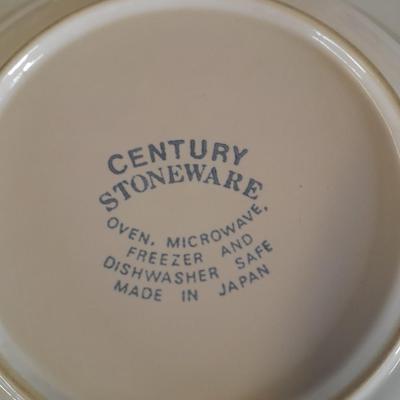 CENTURY
STONEWARE
OVEN, MICROWAVE,
FREEZER AND
DISHWASHER SAFE
MADE IN JAPAN